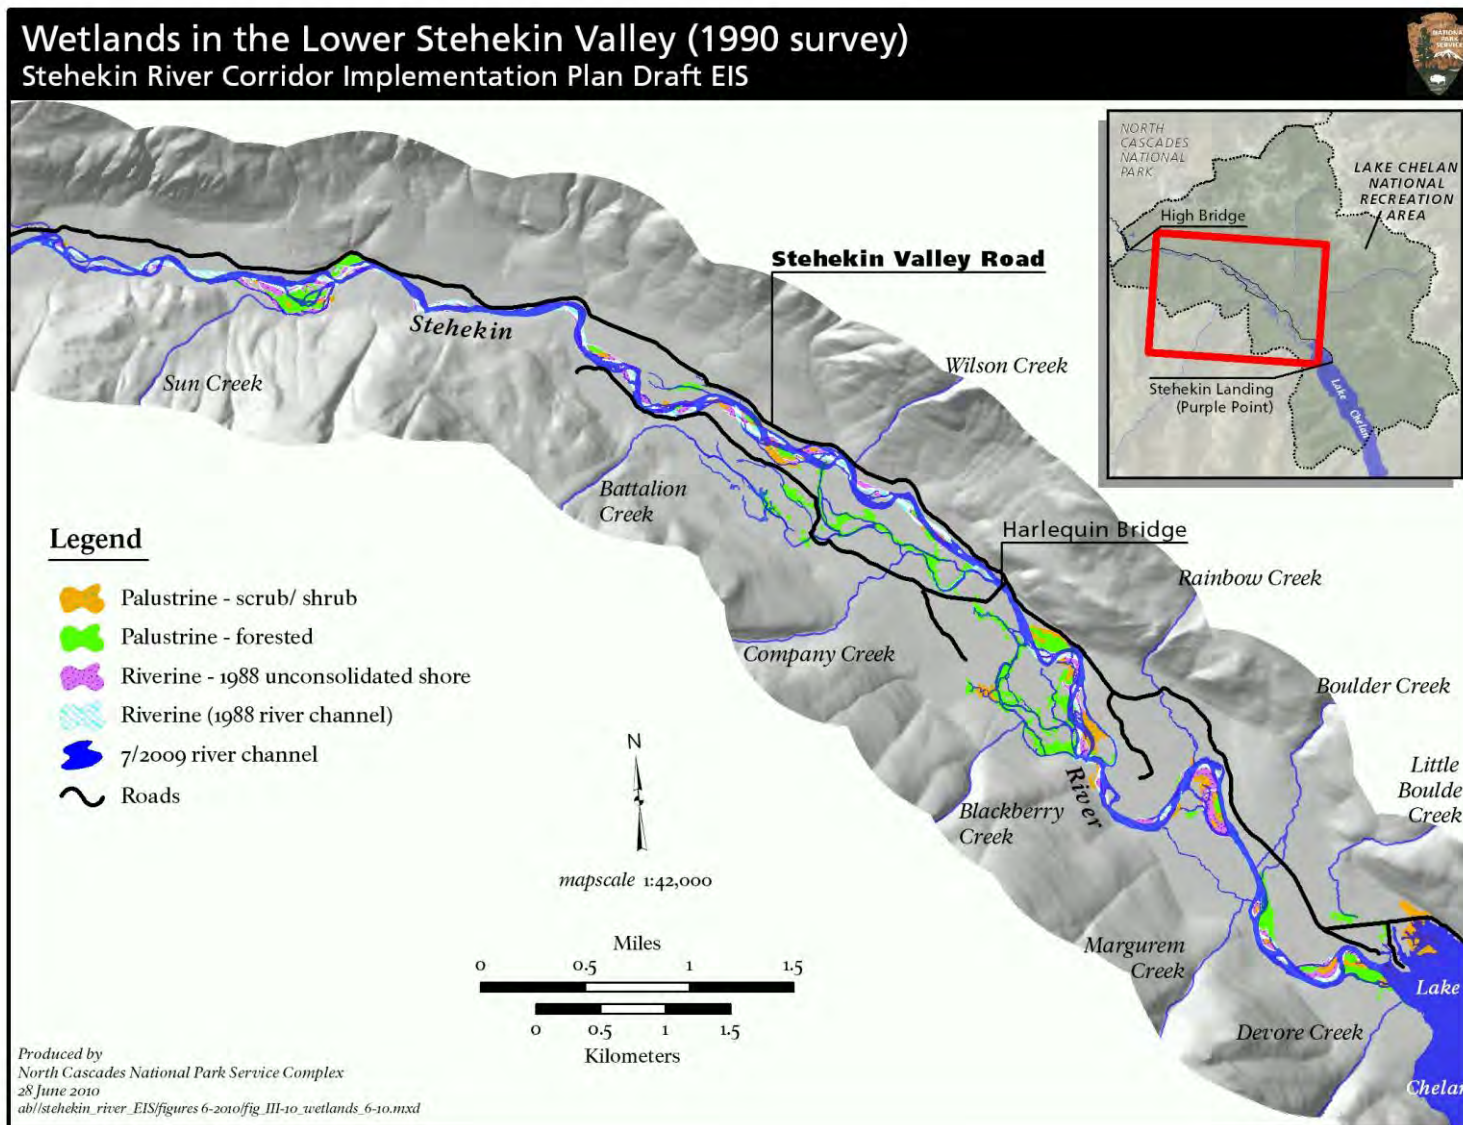 Wetlands in the Lower Stehekin Valley (1990 survey)
Stehekin River Corridor Implementation Plan Draft EIS
NATIONAL
PARK
SERVICE
NORTH
CASCADES
NATIONAL
PARK
LAKE CHELAN
NATIONAL
RECREATION
AREA
High Bridge
Stehekin Landing
(Purple Point)
Lake Chelan
Stehekin Valley Road
Stehekin
Sun Creek
Wilson Creek
Battalion
Creek
Harlequin Bridge
Rainbow Creek
Company Creek
Boulder Creek
River
Little
Boulde
Creek
Blackberry
Creek
Margurem
Creek
Devore Creek
Lake
Chelan
Legend
Palustrine - scrub/ shrub
Palustrine - forested
Riverine - 1988 unconsolidated shore
Riverine (1988 river channel)
7/2009 river channel
Roads
N
mapscale 1:42,000
Miles
0 0.5 1 1.5
0 0.5 1 1.5
Kilometers
Produced by
North Cascades National Park Service Complex
28 June 2010
ab//stehekin_river_EIS/figures 6-2010/fig_III-10_wetlands_6-10.mxd